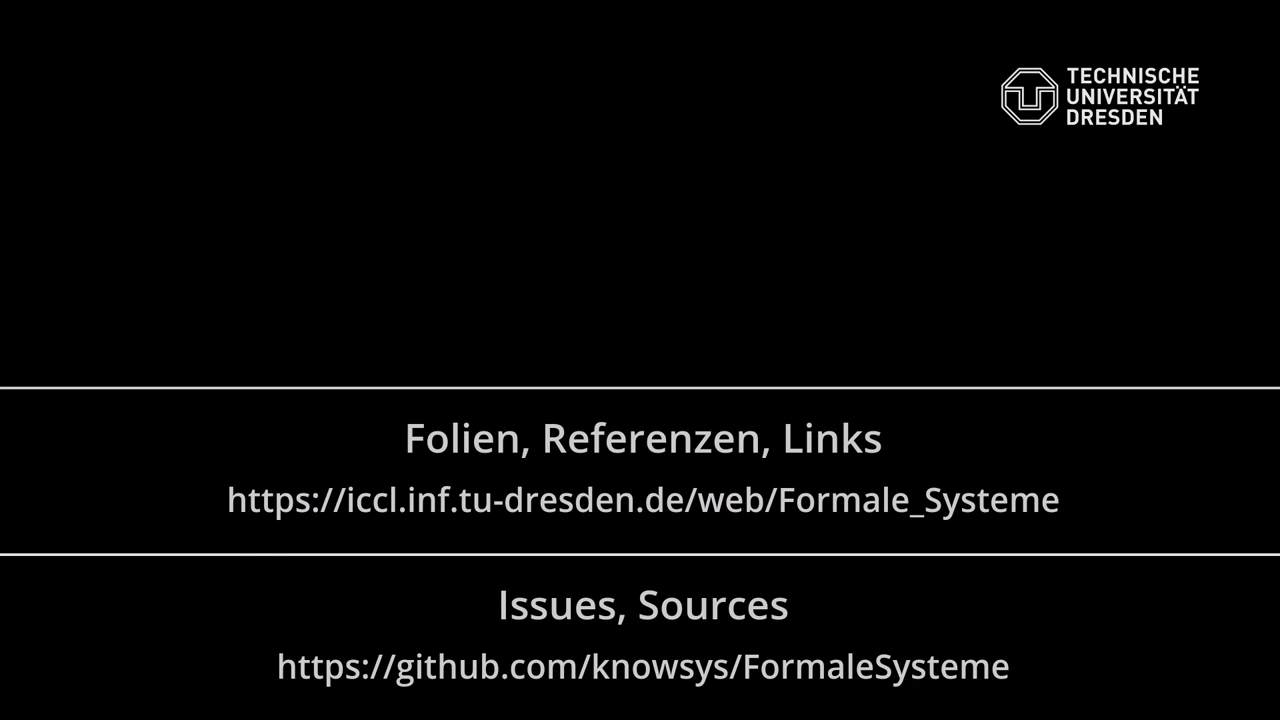 TECHNISCHE
UNIVERSITÄT
DRESDEN
Folien, Referenzen, Links
https://iccl.inf.tu-dresden.de/web/Formale_Systeme
Issues, Sources
https://github.com/knowsys/FormaleSysteme